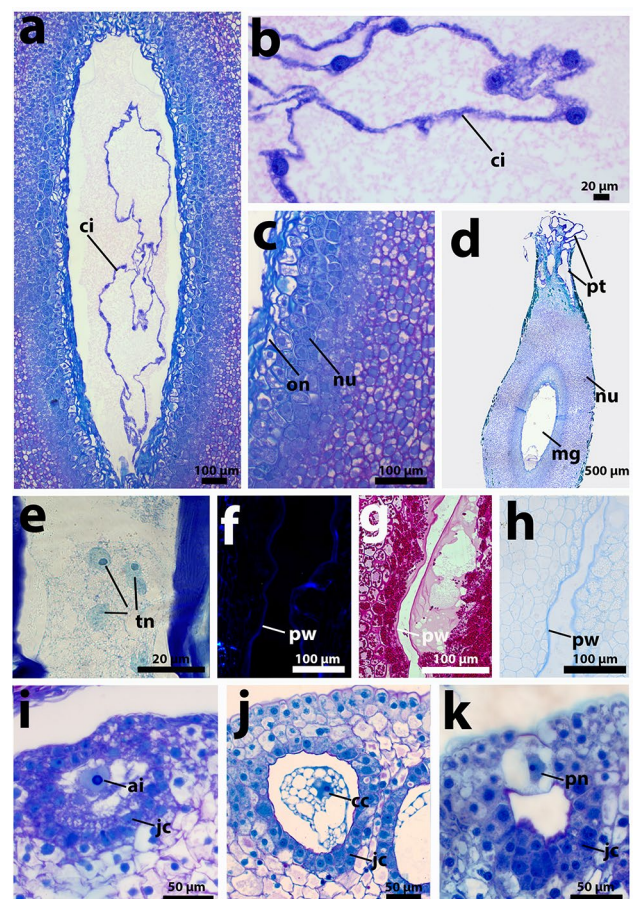 a
ci
100 µm
b
ci
20 µm
c
on
nu
100 µm
d
pt
nu
mg
500 µm
e
tn
20 µm
f
pw
100 µm
g
pw
100 µm
h
pw
100 µm
i
ai
jc
50 µm
j
cc
jc
50 µm
k
pn
jc
50 µm